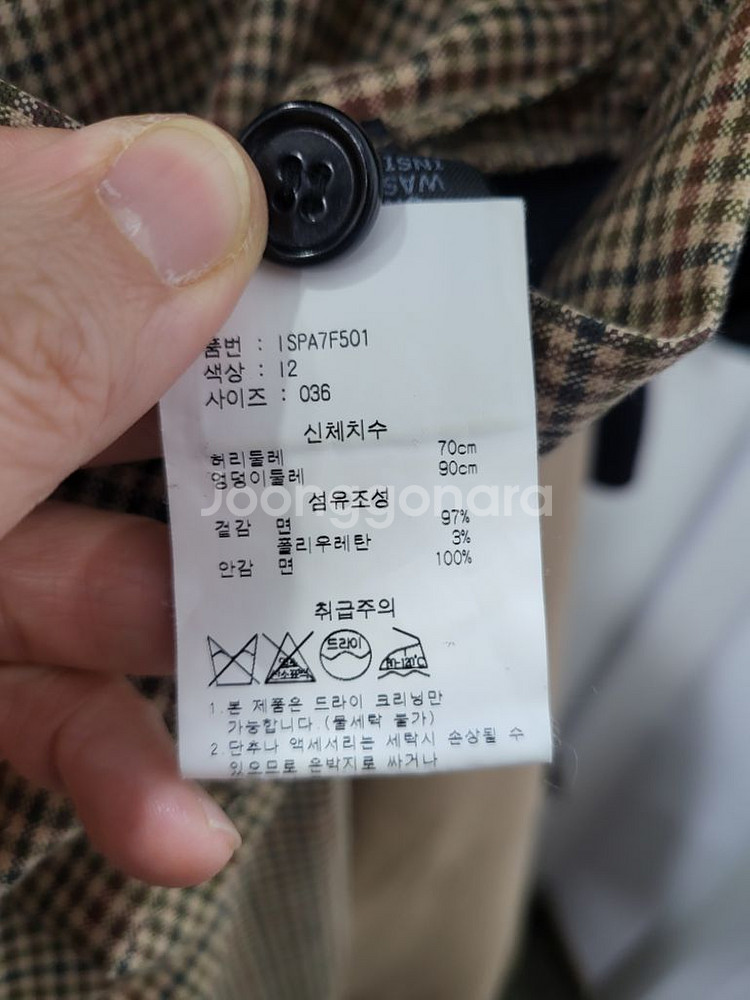 WAS
INSI
품번 : ISPA7F501
색상 : 12
사이즈 : 036
신체치수
허리둘레 70cm
엉덩이둘레 90cm
섬유조성
겉감 면 97%
폴리우레탄 3%
안감 면 100%
Joonggonara
취급주의
드라이
80~120℃
1. 본 제품은 드라이 크리닝만
가능합니다.(물세탁 불가)
2. 단추나 액세서리는 세탁시 손상될 수
있으므로 은박지로 싸거나